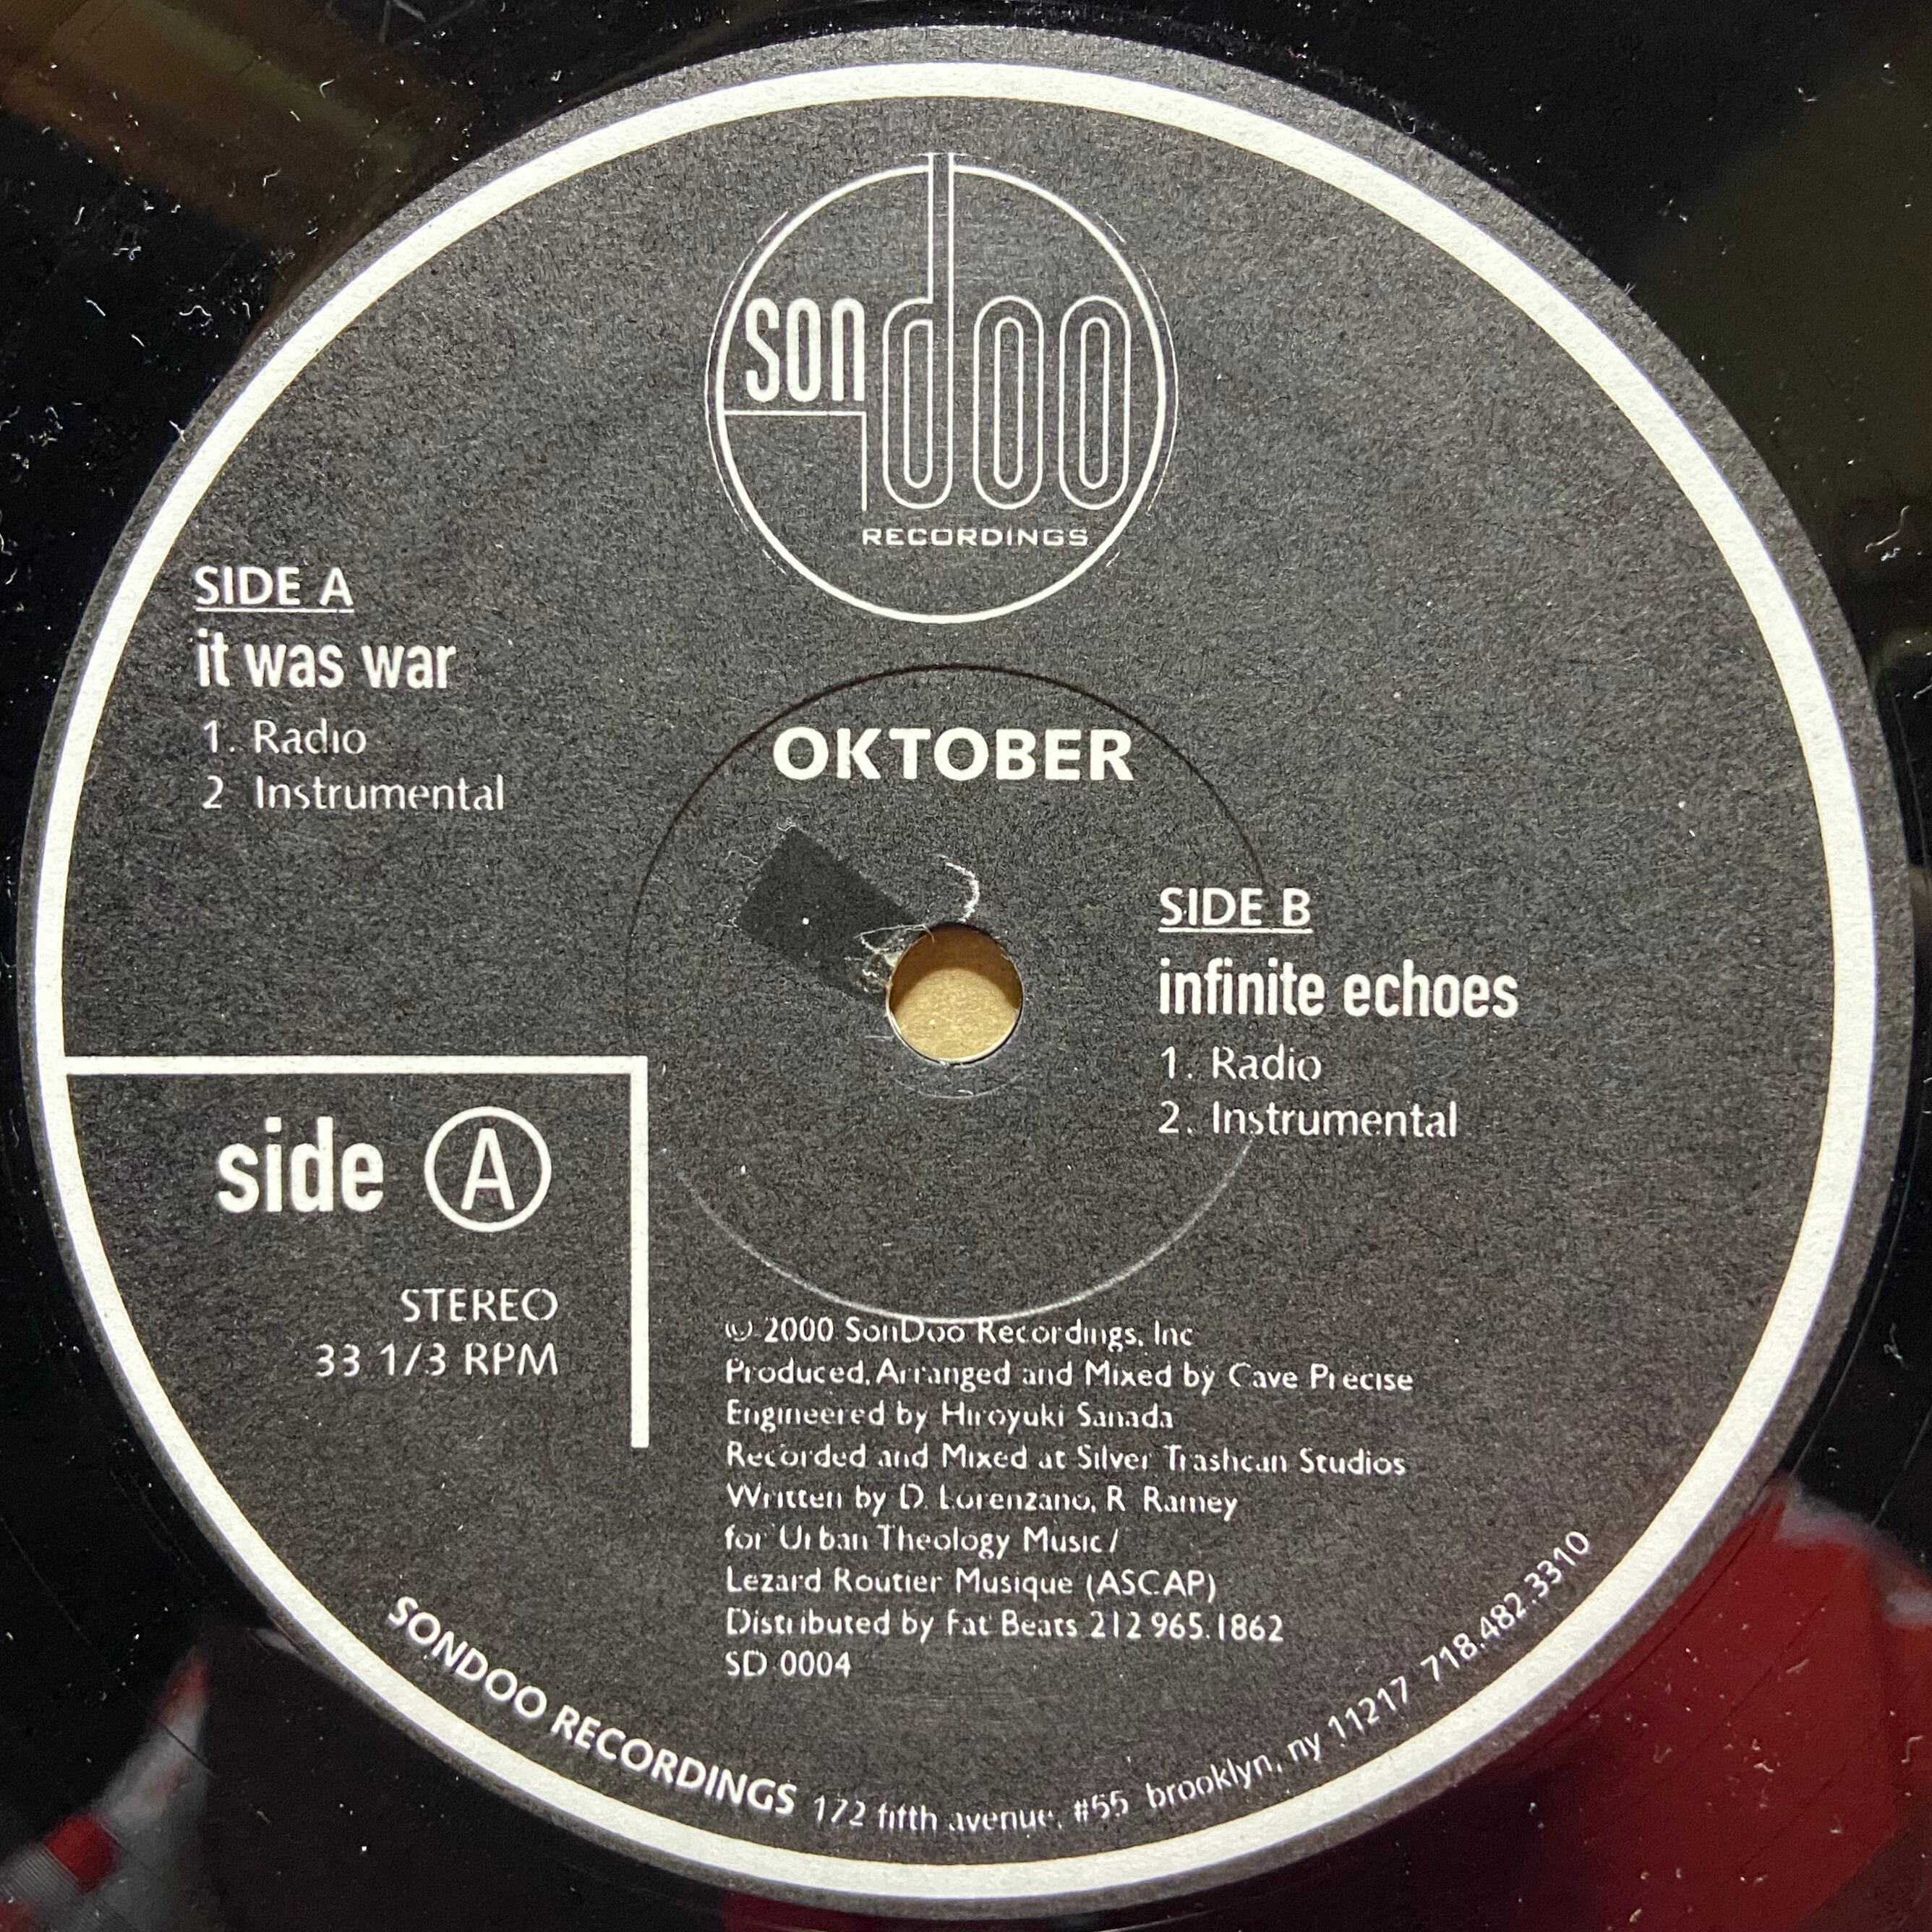 son doo
RECORDINGS
SIDE A
it was war
1. Radio
2 Instrumental
OKTOBER
SIDE B
infinite echoes
1. Radio
2. Instrumental
side A
STEREO
33 1/3 RPM
© 2000 SonDoo Recordings, Inc
Produced, Arranged and Mixed by Cave Precise
Engineered by Hiroyuki Sanada
Recorded and Mixed at Silver Trashcan Studios
Written by D. Lorenzano, R Ramey
for Urban Theology Music /
Lezard Routier Musique (ASCAP)
Distributed by Fat Beats 212 965.1862
SD 0004
SONDOO RECORDINGS 172 fifth avenue, #55 brooklyn, ny 11217 718.482.3310